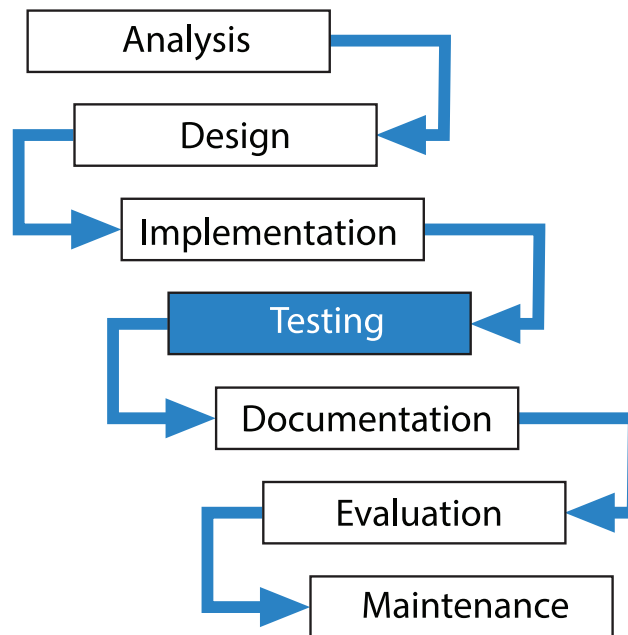 Analysis
Design
Implementation
Testing
Documentation
Evaluation
Maintenance